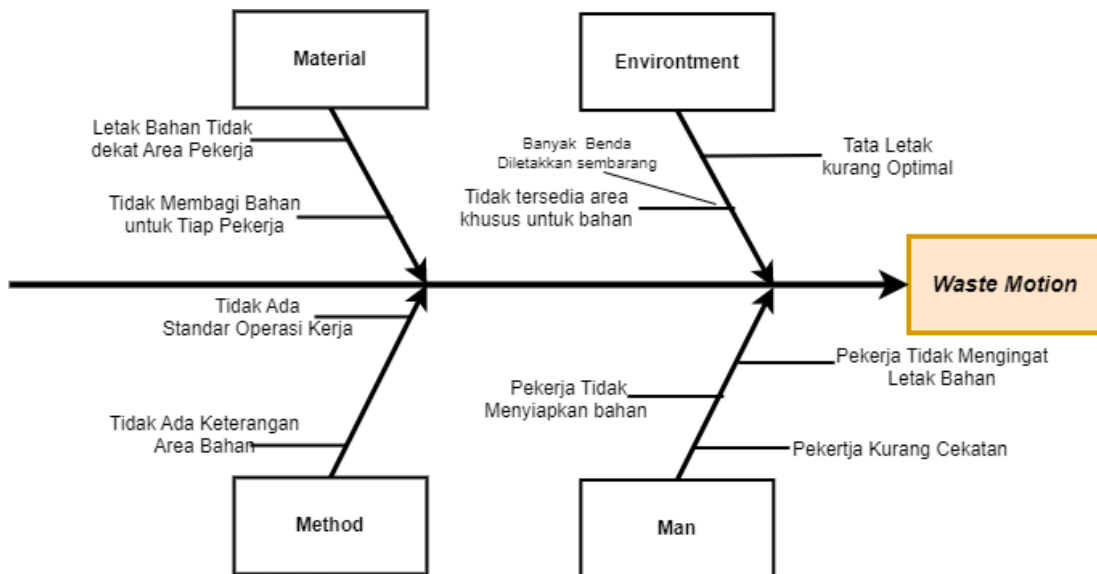 Material
Environtment
Letak Bahan Tidak
dekat Area Pekerja
Banyak Benda
Diletakkan sembarang
Tata Letak
kurang Optimal
Tidak Membagi Bahan
untuk Tiap Pekerja
Tidak tersedia area
khusus untuk bahan
Waste Motion
Tidak Ada
Standar Operasi Kerja
Pekerja Tidak Mengingat
Letak Bahan
Pekerja Tidak
Menyiapkan bahan
Tidak Ada Keterangan
Area Bahan
Pekertja Kurang Cekatan
Method
Man